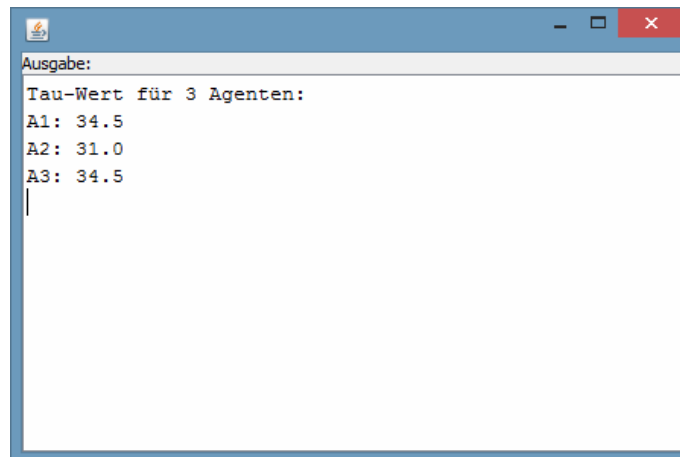 Ausgabe:
Tau-Wert für 3 Agenten:
A1: 34.5
A2: 31.0
A3: 34.5